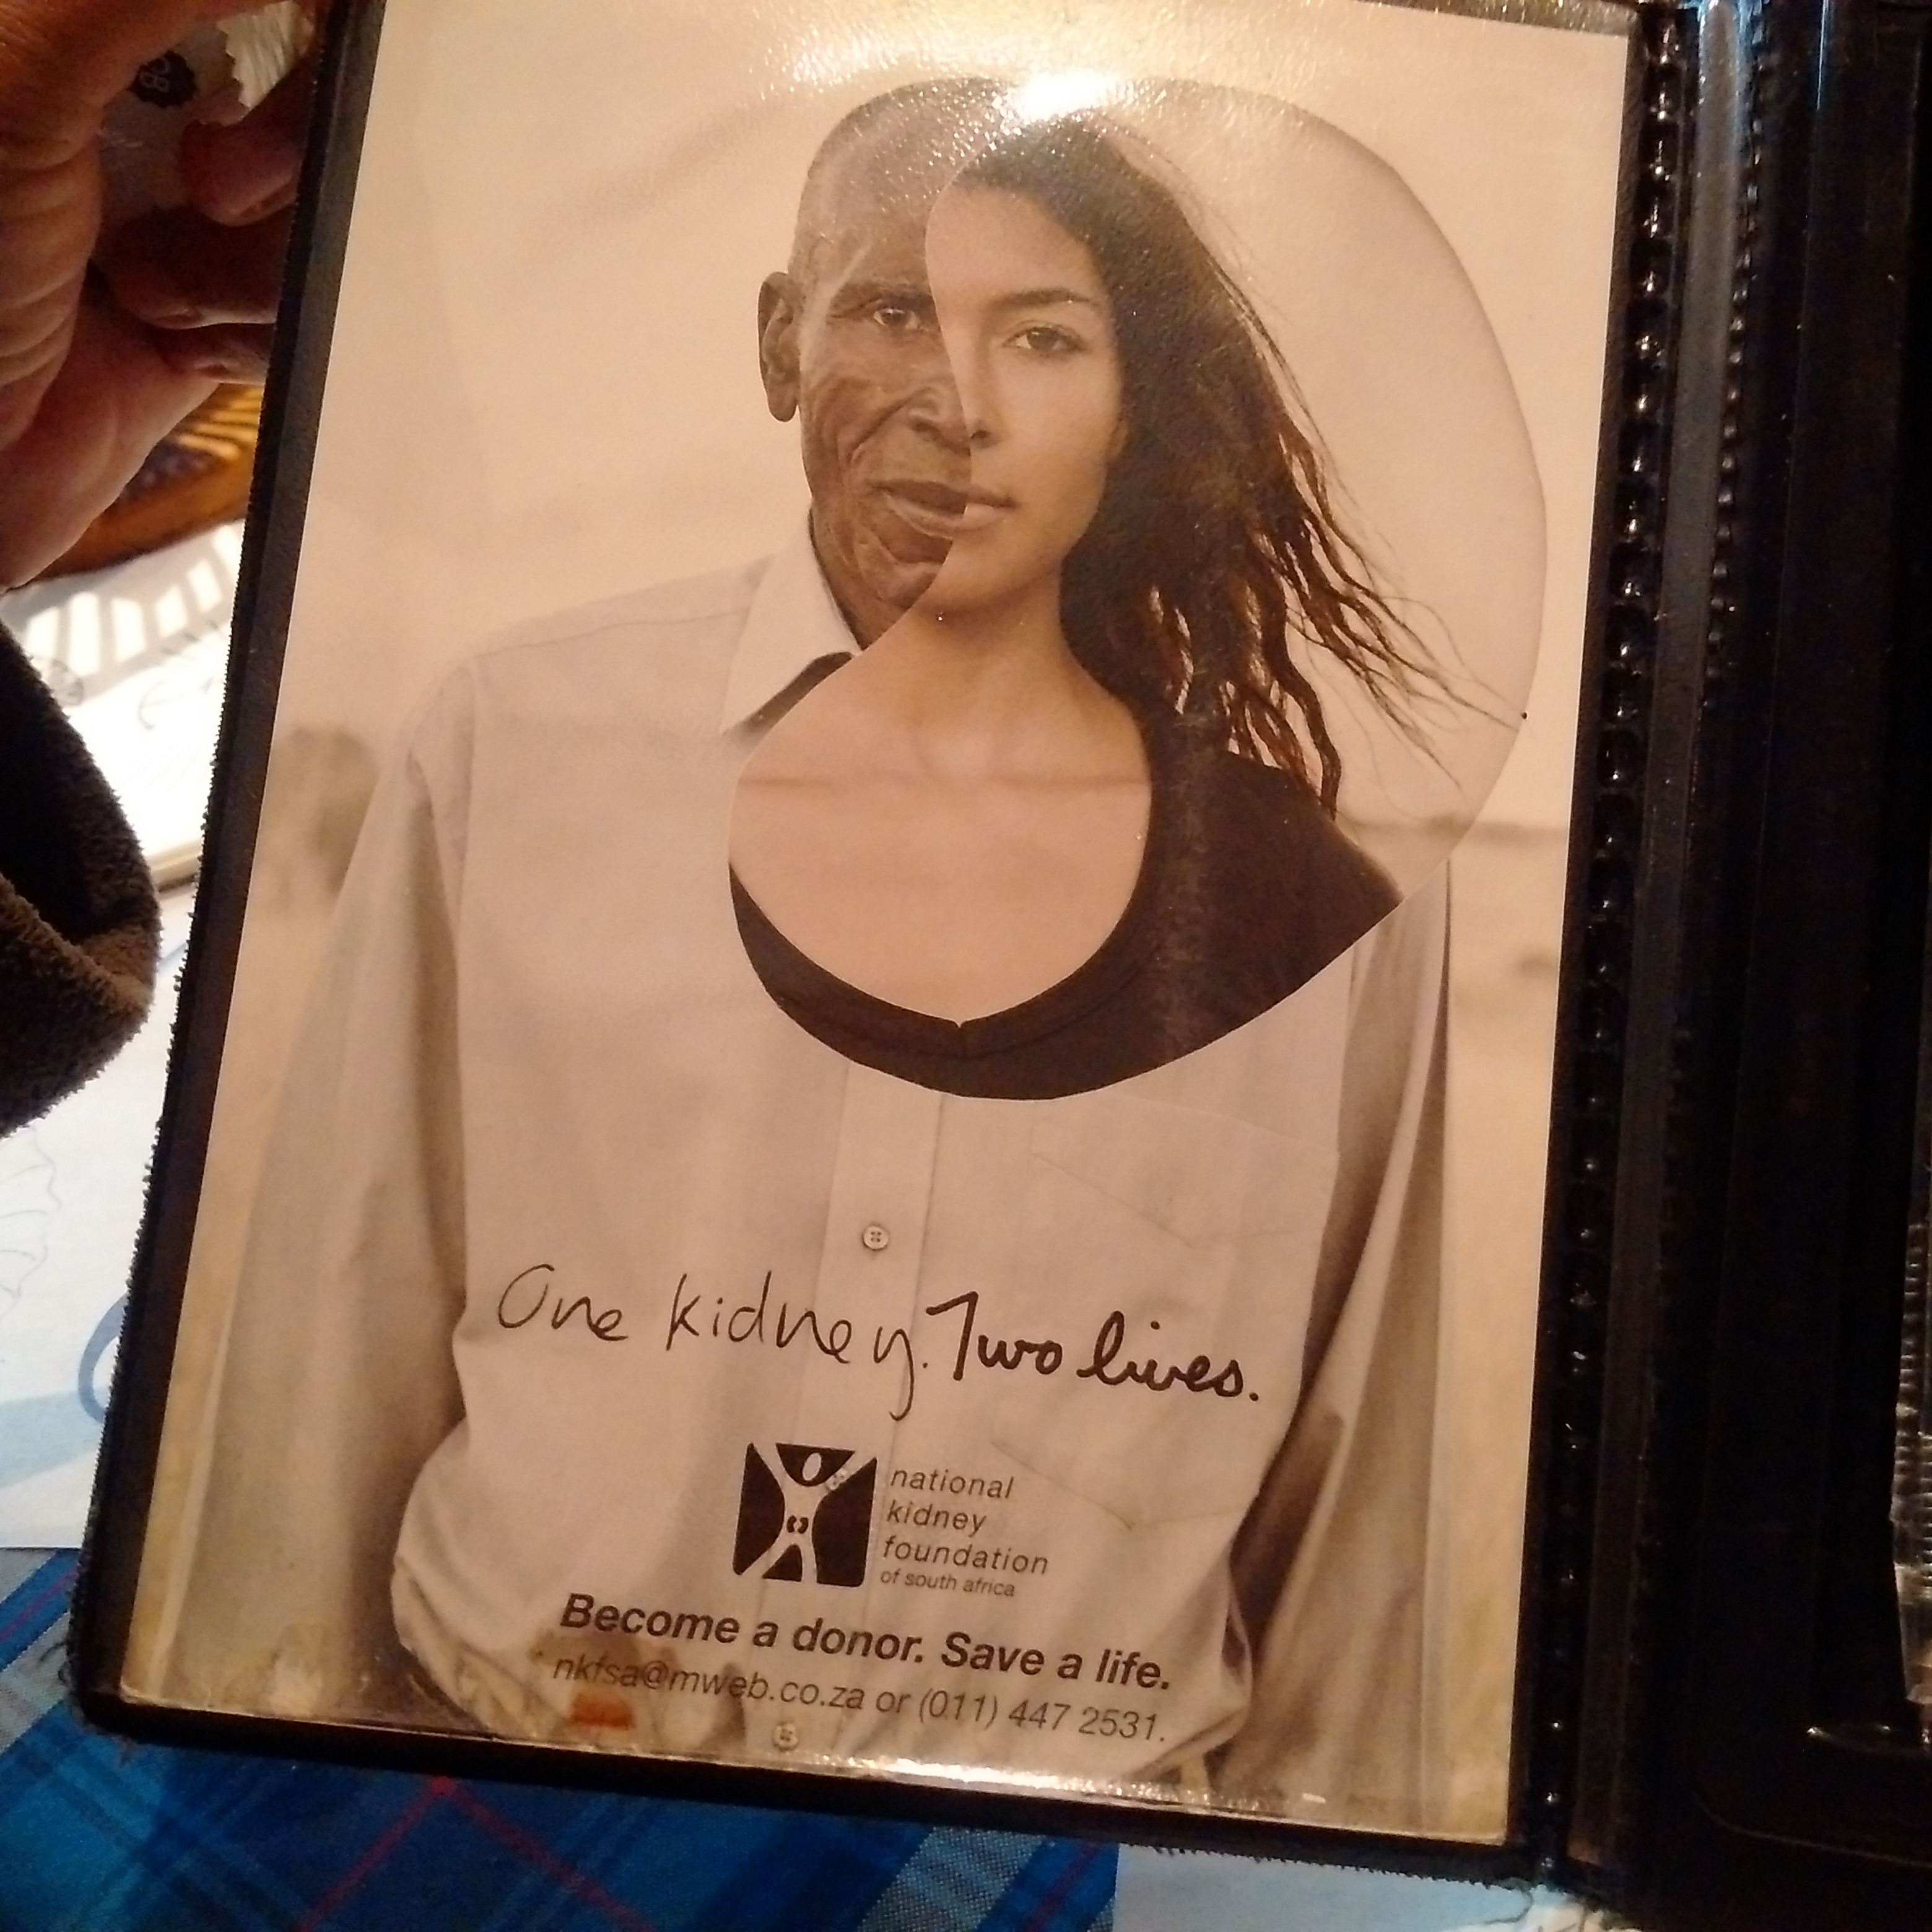 One kidney. Two lives.
national
kidney
foundation
of south africa
Become a donor. Save a life.
nkfsa@mweb.co.za or (011) 447 2531.